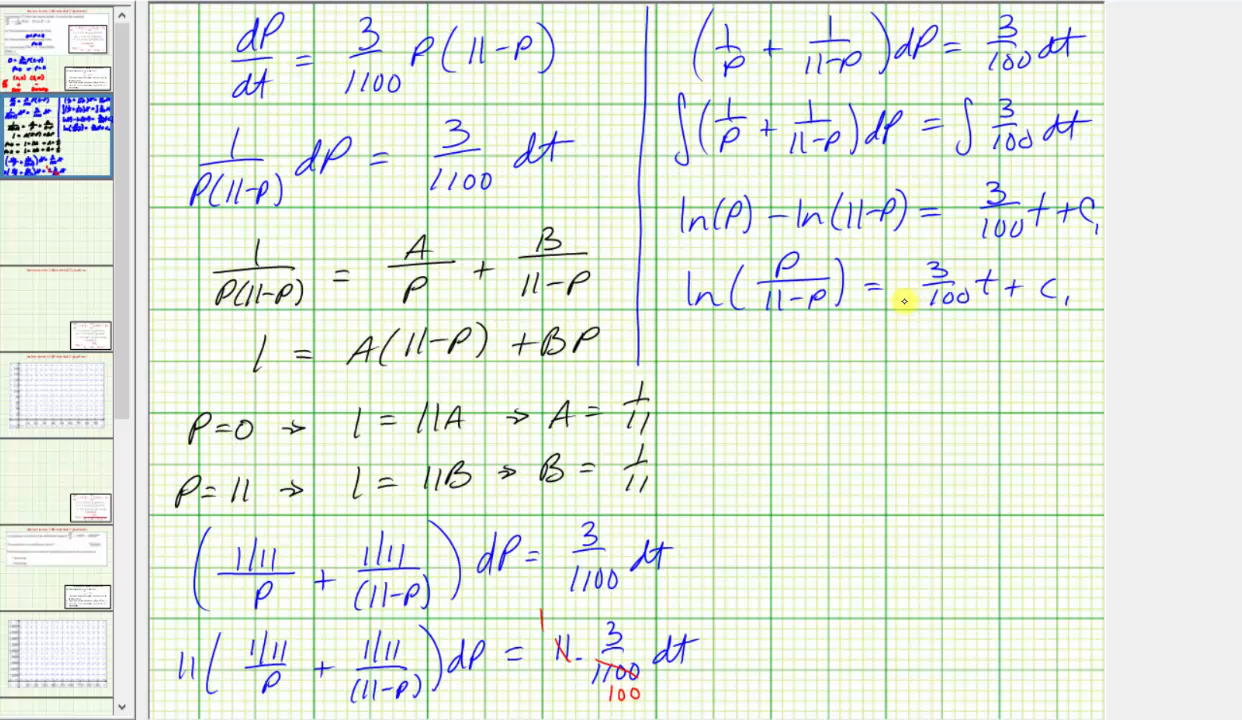 dP/dt = 3/1100 P(11-P)
1/(P(11-P)) dP = 3/1100 dt
1/(P(11-P)) = A/P + B/(11-P)
1 = A(11-P) + BP
P=0 → 1 = 11A → A = 1/11
P=11 → 1 = 11B → B = 1/11
((1/11)/P + (1/11)/(11-P)) dP = 3/1100 dt
11((1/11)/P + (1/11)/(11-P)) dP = 11 · 3/1100 dt
1
100
(1/P + 1/(11-P)) dP = 3/100 dt
∫(1/P + 1/(11-P)) dP = ∫ 3/100 dt
ln(P) - ln(11-P) = 3/100 t + C₁
ln(P/(11-P)) = 3/100 t + C₁